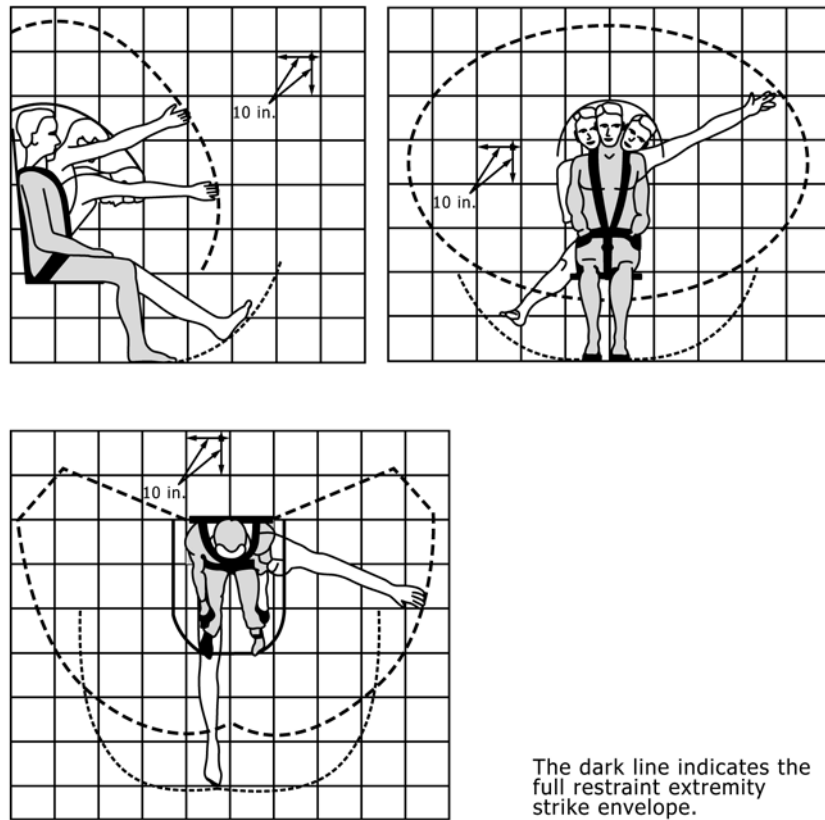 10 in.
10 in.
10 in.
The dark line indicates the
full restraint extremity
strike envelope.